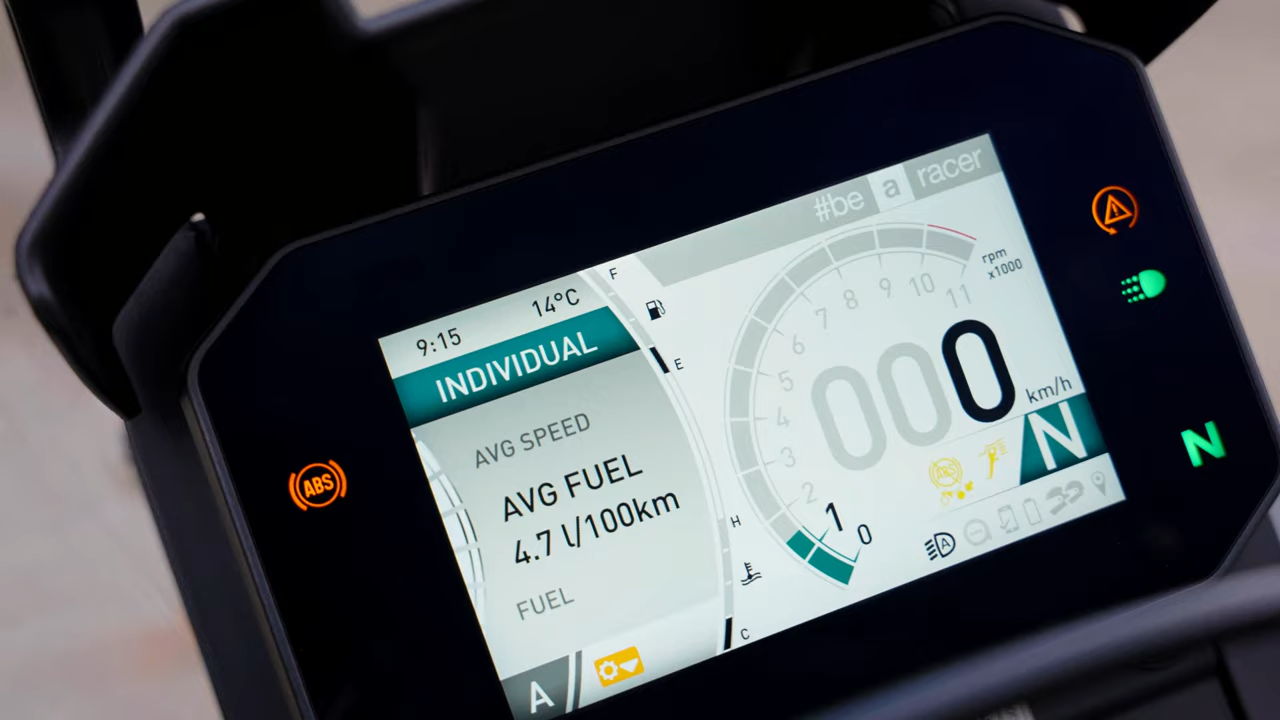 #be a racer
9:15 14°C
INDIVIDUAL
AVG SPEED
AVG FUEL
4.7 l/100km
FUEL
A
F
E
H
C
rpm
x1000
11
10
9
8
7
6
5
4
3
2
1
0
000
km/h
N
ABS
A
ABS
N